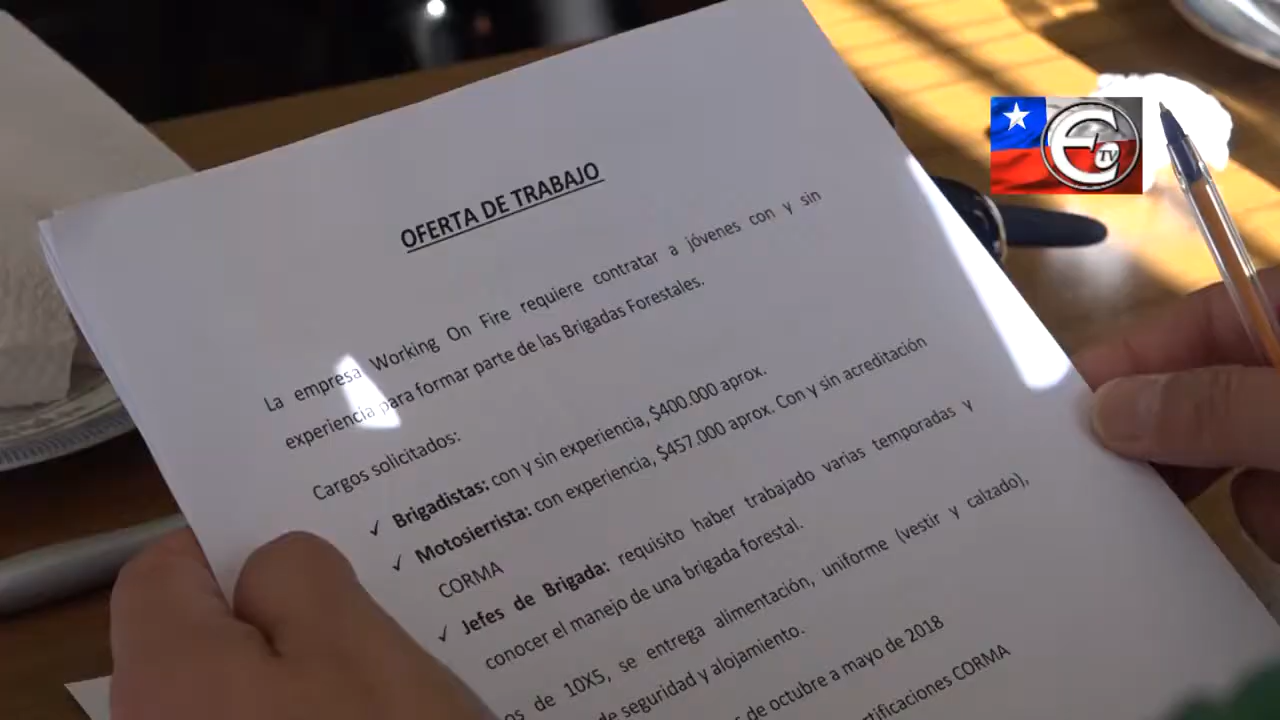 OFERTA DE TRABAJO
La empresa Working On Fire requiere contratar a jóvenes con y sin
experiencia para formar parte de las Brigadas Forestales.
Cargos solicitados:
✓ Brigadistas: con y sin experiencia, $400.000 aprox.
✓ Motosierrista: con experiencia, $457.000 aprox. Con y sin acreditación
CORMA
✓ Jefes de Brigada: requisito haber trabajado varias temporadas y
conocer el manejo de una brigada forestal.
de 10X5, se entrega alimentación, uniforme (vestir y calzado),
de seguridad y alojamiento.
de octubre a mayo de 2018
CORMA
TV